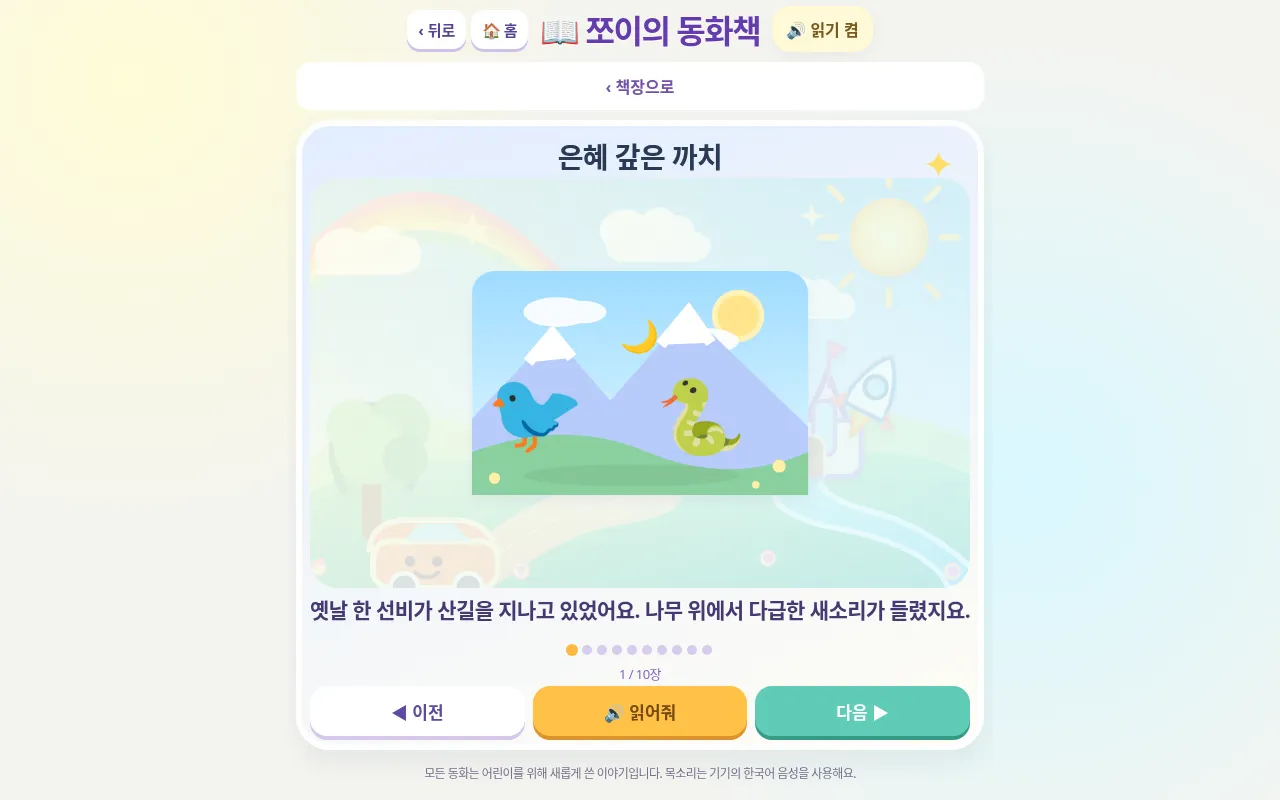 ‹ 뒤로
🏠 홈
📖 쪼이의 동화책
🔊 읽기 켬
‹ 책장으로
은혜 갚은 까치
옛날 한 선비가 산길을 지나고 있었어요. 나무 위에서 다급한 새소리가 들렸지요.
1 / 10장
◀ 이전
🔊 읽어줘
다음 ▶
모든 동화는 어린이를 위해 새롭게 쓴 이야기입니다. 목소리는 기기의 한국어 음성을 사용해요.